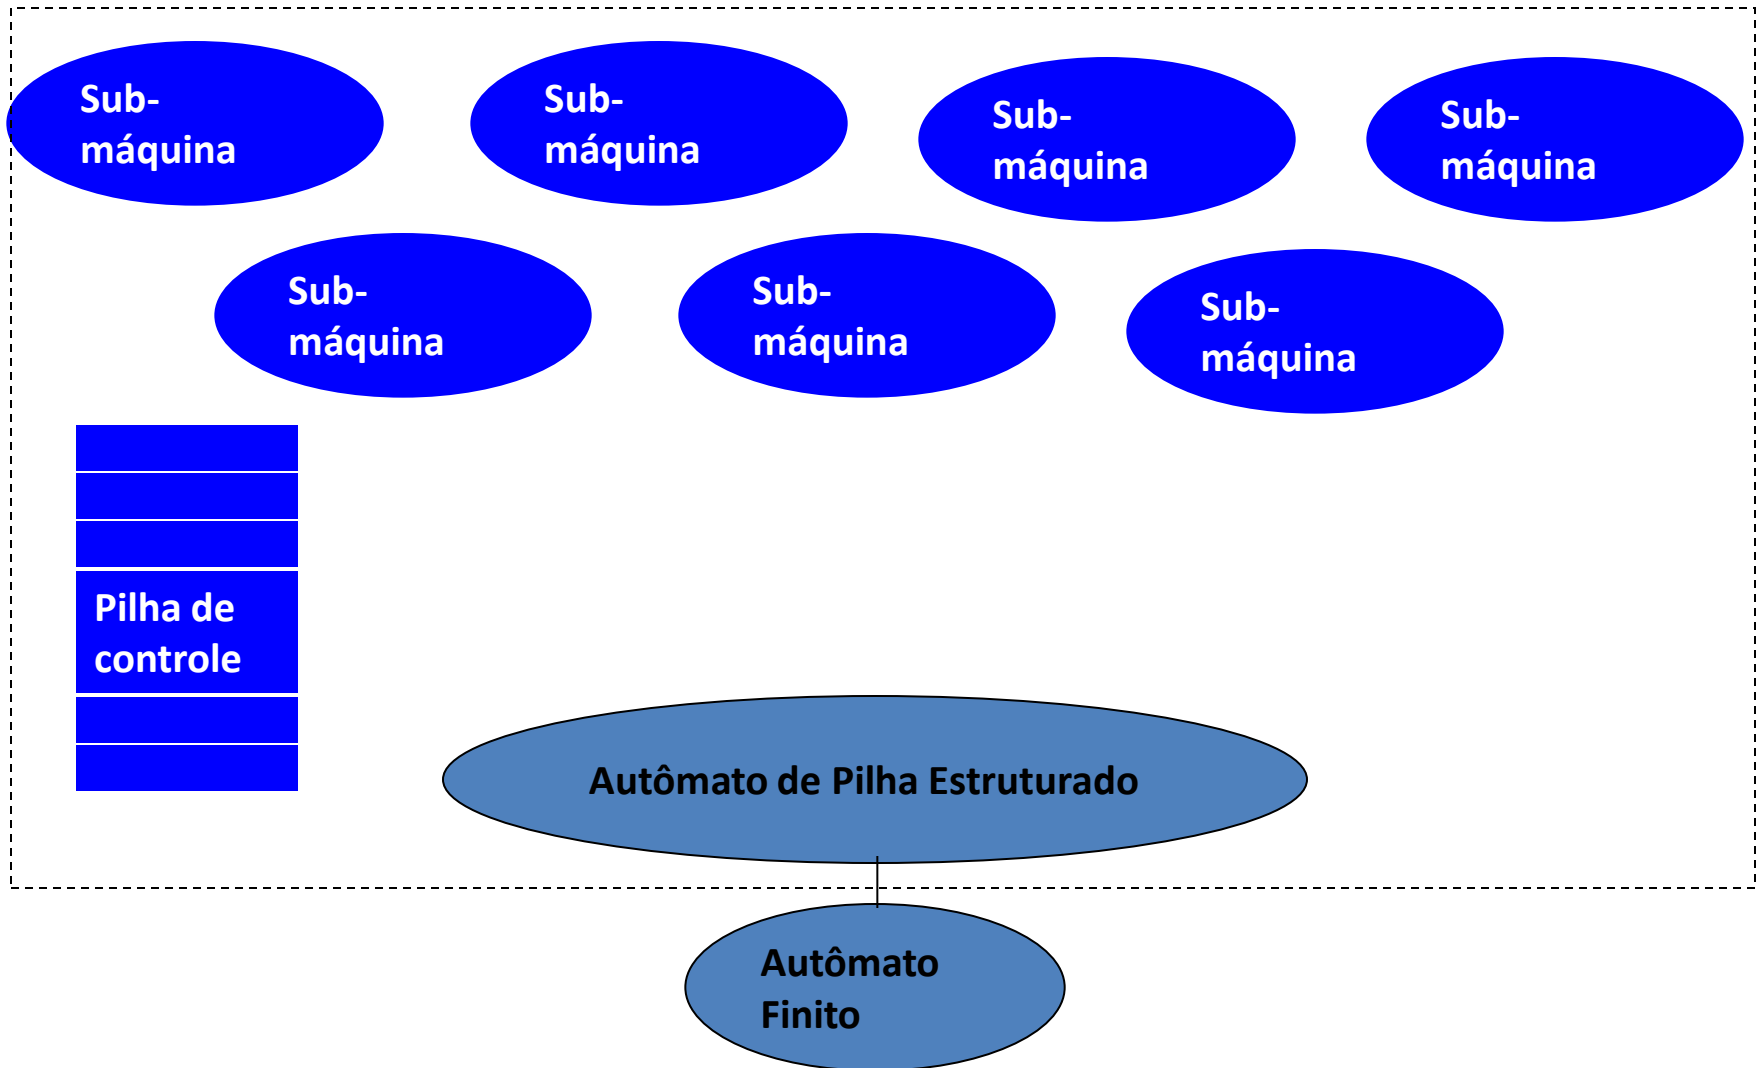 Sub-
máquina
Sub-
máquina
Sub-
máquina
Sub-
máquina
Sub-
máquina
Sub-
máquina
Sub-
máquina
Pilha de
controle
Autômato de Pilha Estruturado
Autômato
Finito